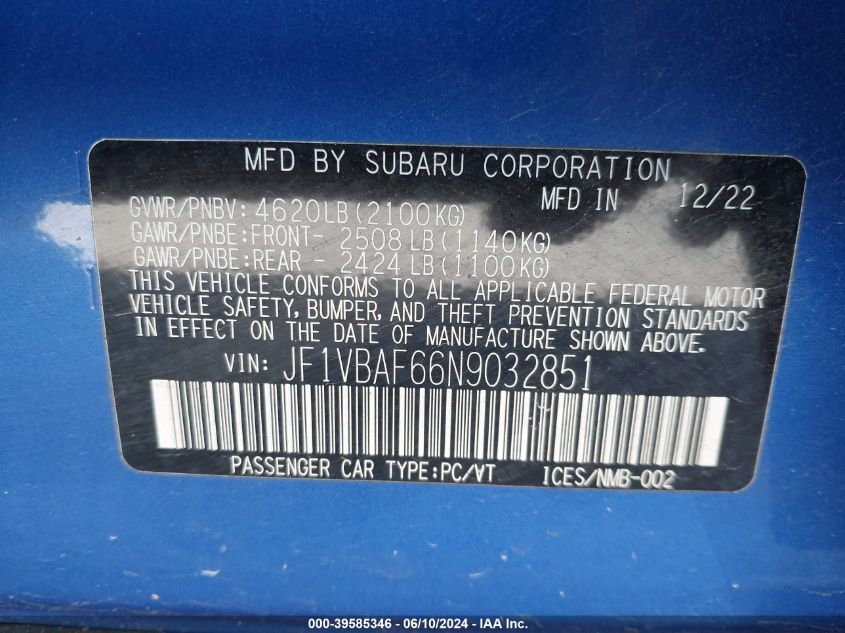 MFD BY SUBARU CORPORATION
MFD IN 12/22
GVWR/PNBV: 4620LB(2100KG)
GAWR/PNBE:FRONT- 2508LB(1140KG)
GAWR/PNBE:REAR - 2424LB(1100KG)
THIS VEHICLE CONFORMS TO ALL APPLICABLE FEDERAL MOTOR
VEHICLE SAFETY, BUMPER, AND THEFT PREVENTION STANDARDS
IN EFFECT ON THE DATE OF MANUFACTURE SHOWN ABOVE.
VIN: JF1VBAF66N9032851
PASSENGER CAR TYPE:PC/VT ICES/NMB-002
000-39585346 - 06/10/2024 - IAA Inc.